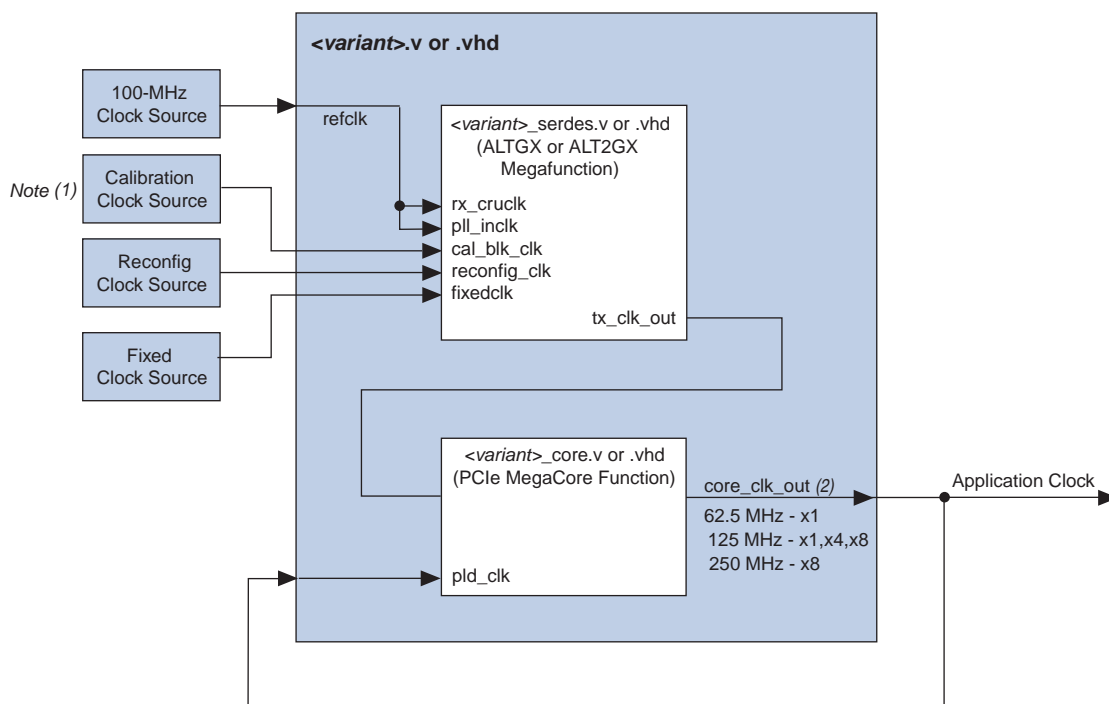 <variant>.v or .vhd
100-MHz
Clock Source
refclk
Note (1)
Calibration
Clock Source
Reconfig
Clock Source
Fixed
Clock Source
<variant>_serdes.v or .vhd
(ALTGX or ALT2GX
Megafunction)
rx_cruclk
pll_inclk
cal_blk_clk
reconfig_clk
fixedclk
tx_clk_out
<variant>_core.v or .vhd
(PCIe MegaCore Function)
pld_clk
core_clk_out (2)
62.5 MHz - x1
125 MHz - x1,x4,x8
250 MHz - x8
Application Clock